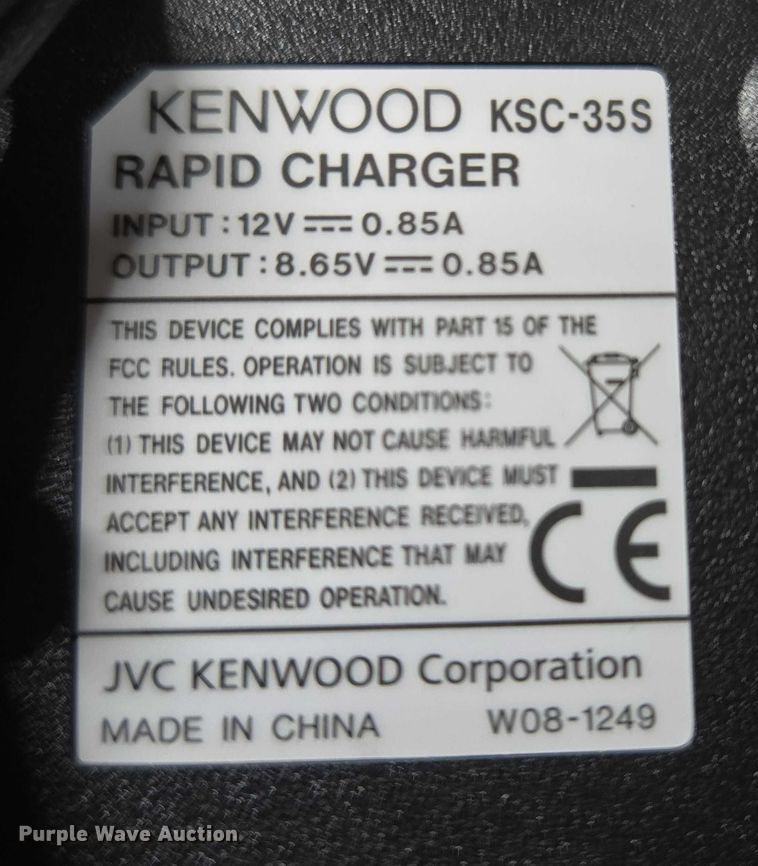 KENWOOD KSC-35S
RAPID CHARGER
INPUT : 12V ⎓ 0.85A
OUTPUT : 8.65V ⎓ 0.85A
THIS DEVICE COMPLIES WITH PART 15 OF THE
FCC RULES. OPERATION IS SUBJECT TO
THE FOLLOWING TWO CONDITIONS:
(1) THIS DEVICE MAY NOT CAUSE HARMFUL
INTERFERENCE, AND (2) THIS DEVICE MUST
ACCEPT ANY INTERFERENCE RECEIVED,
INCLUDING INTERFERENCE THAT MAY
CAUSE UNDESIRED OPERATION.
CE
JVC KENWOOD Corporation
MADE IN CHINA W08-1249
Purple Wave Auction